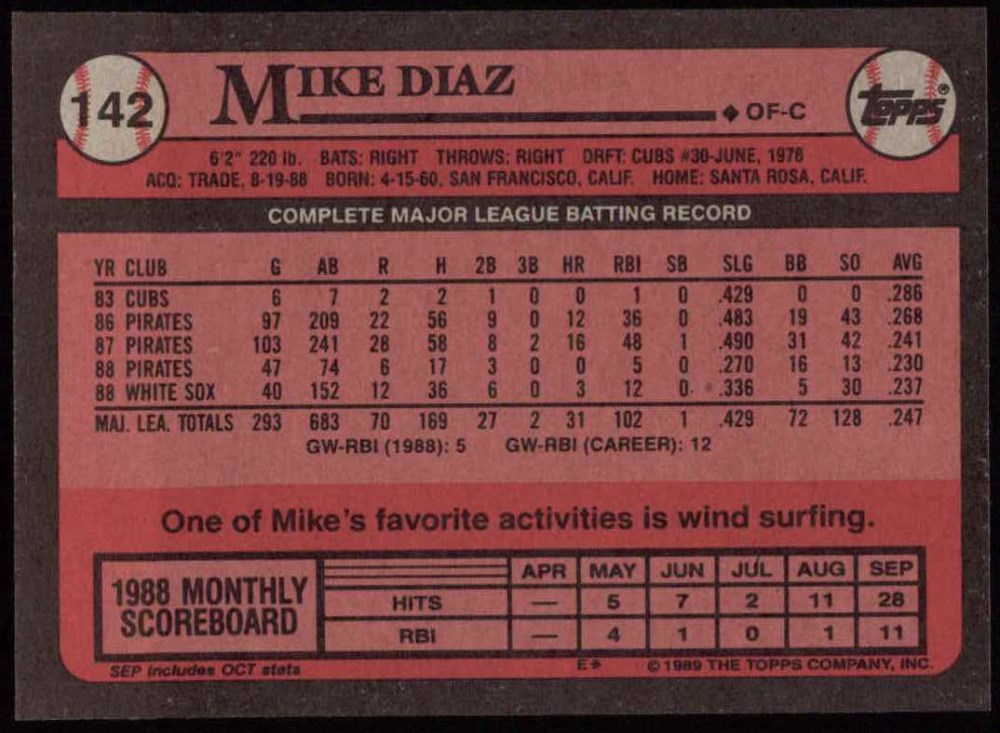 142
MIKE DIAZ
◆ OF-C
TOPPS®
6'2" 220 lb. BATS: RIGHT THROWS: RIGHT DRFT: CUBS #30-JUNE, 1978
ACQ: TRADE, 8-19-88 BORN: 4-15-60, SAN FRANCISCO, CALIF. HOME: SANTA ROSA, CALIF.
COMPLETE MAJOR LEAGUE BATTING RECORD
YR CLUB G AB R H 2B 3B HR RBI SB SLG BB SO AVG
83 CUBS 6 7 2 2 1 0 0 1 0 .429 0 0 .286
86 PIRATES 97 209 22 56 9 0 12 36 0 .483 19 43 .268
87 PIRATES 103 241 28 58 8 2 16 48 1 .490 31 42 .241
88 PIRATES 47 74 6 17 3 0 0 5 0 .270 16 13 .230
88 WHITE SOX 40 152 12 36 6 0 3 12 0 .336 5 30 .237
MAJ. LEA. TOTALS 293 683 70 169 27 2 31 102 1 .429 72 128 .247
GW-RBI (1988): 5 GW-RBI (CAREER): 12
One of Mike's favorite activities is wind surfing.
1988 MONTHLY
SCOREBOARD
APR MAY JUN JUL AUG SEP
HITS — 5 7 2 11 28
RBI — 4 1 0 1 11
SEP includes OCT stats
E* © 1989 THE TOPPS COMPANY, INC.